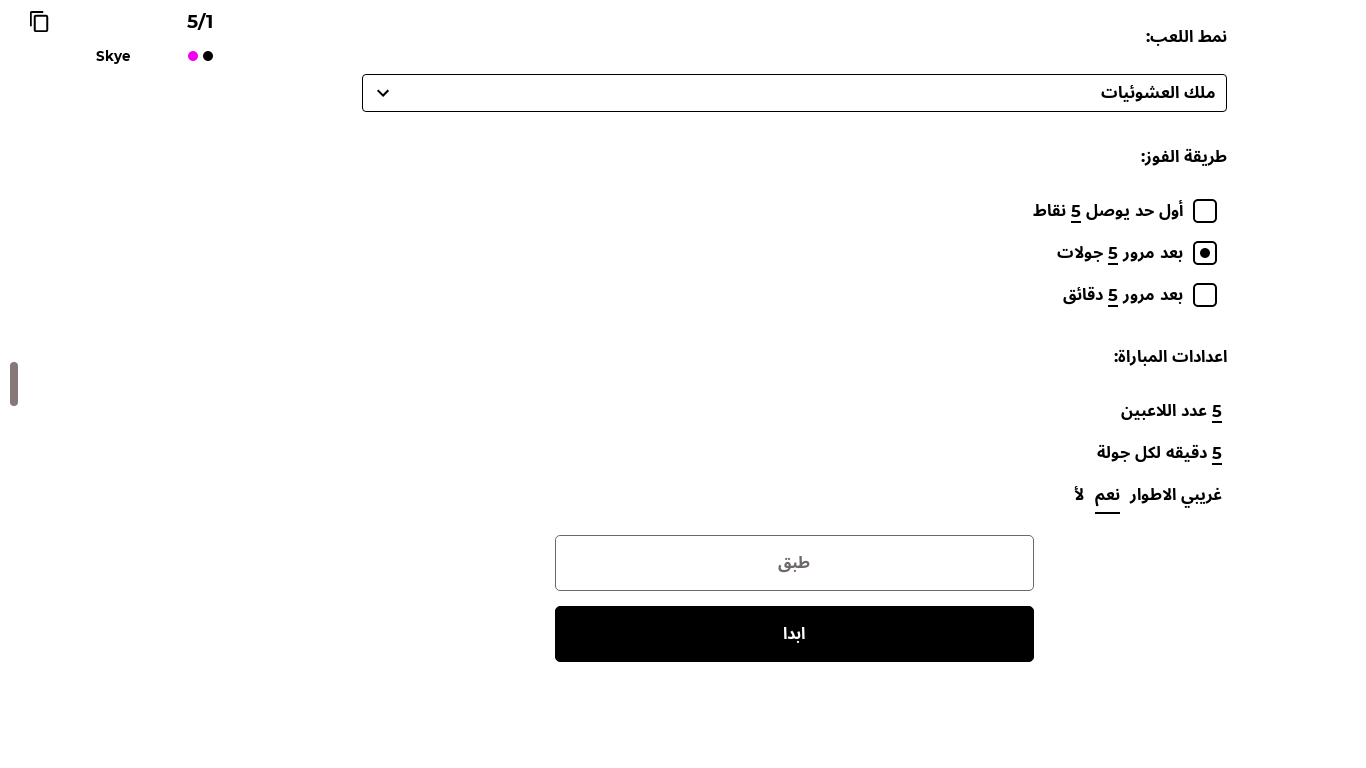 نمط اللعب:
ملك العشوئيات
طريقة الفوز:
أول حد يوصل 5 نقاط
بعد مرور 5 جولات
بعد مرور 5 دقائق
اعدادات المباراة:
5 عدد اللاعبين
5 دقيقه لكل جولة
غريبي الاطوار نعم لأ
طبق
ابدا
5/1
Skye